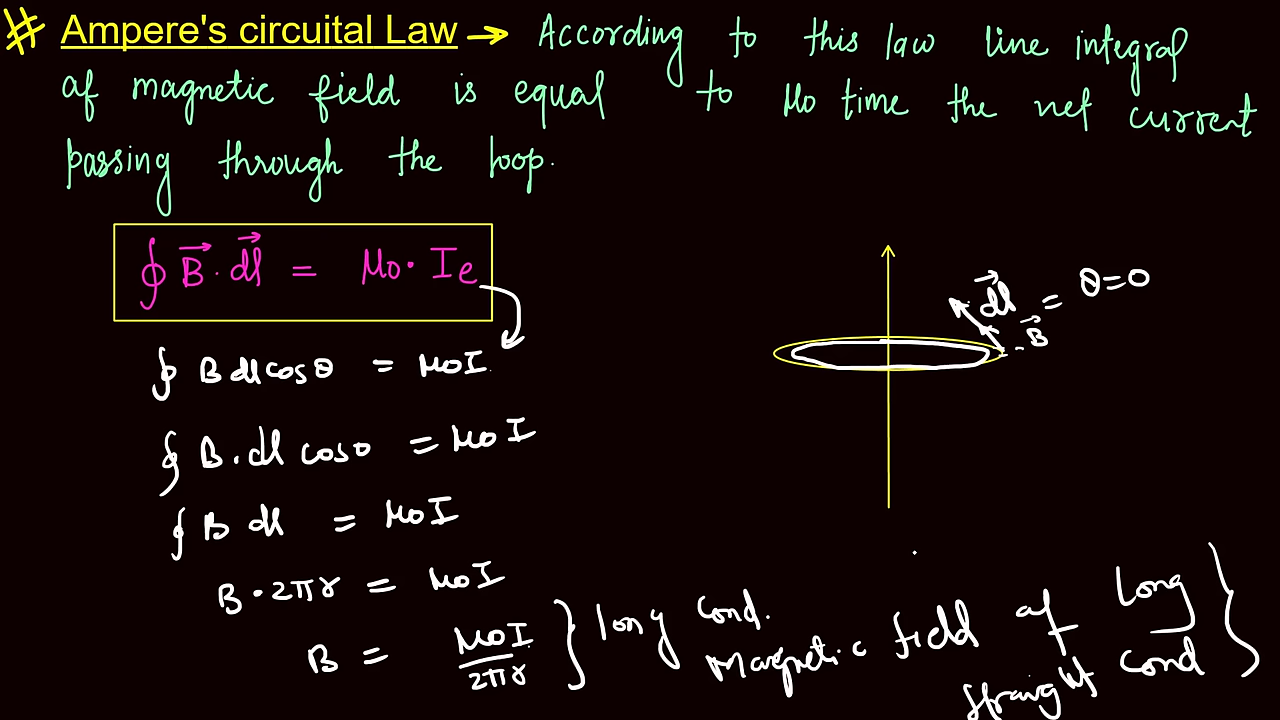 # Ampere's circuital Law → According to this law line integral
of magnetic field is equal to μo time the net current
passing through the loop.
∮ B⃗ . dl⃗ = μo . Ie
dl⃗ = θ=0
B⃗
∮ B dl cosθ = μoI
∮ B . dl cosθ = μoI
∮ B dl = μoI
B . 2πr = μoI
B = μoI / 2πr } long cond.
Magnetic field of Long
straight cond }